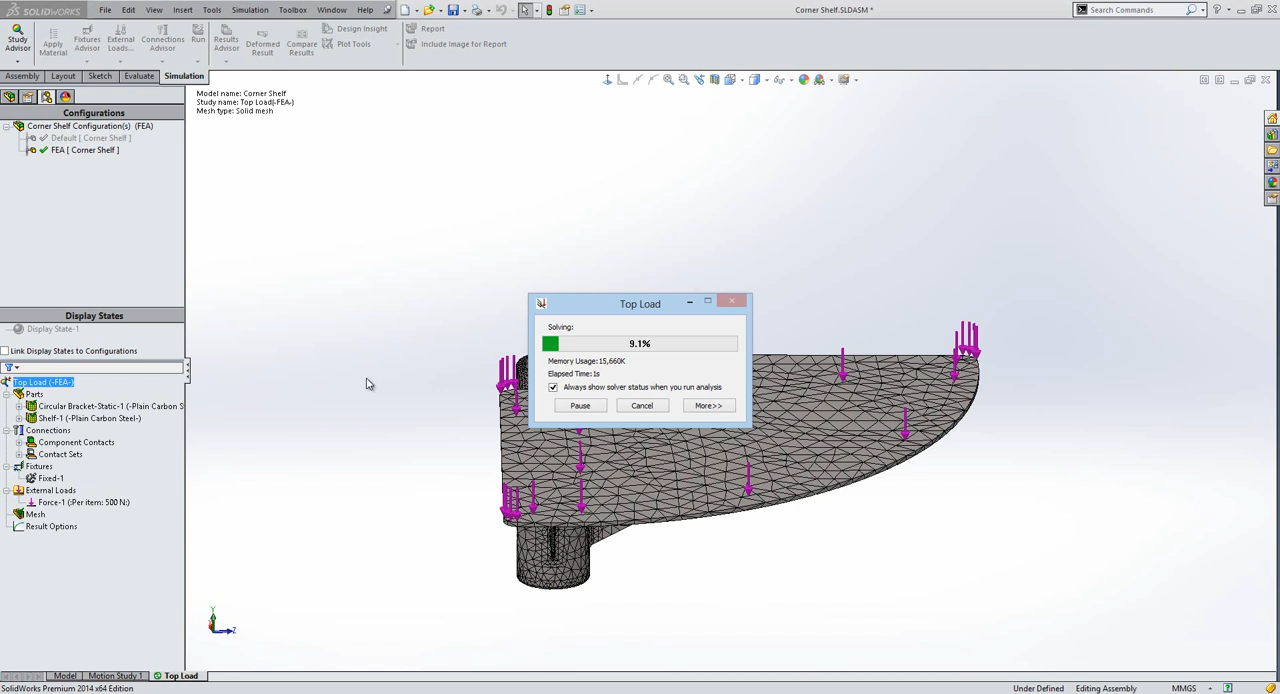 SOLIDWORKS File Edit View Insert Tools Simulation Toolbox Window Help Corner Shelf.SLDASM * Search Commands
Study Advisor
Apply Material
Fixtures Advisor
External Loads...
Connections Advisor
Run
Results Advisor
Deformed Result
Compare Results
Design Insight
Plot Tools
Report
Include Image for Report
Assembly Layout Sketch Evaluate Simulation
Configurations
Corner Shelf Configuration(s) (FEA)
Default [ Corner Shelf ]
FEA [ Corner Shelf ]
Display States
Display State-1
Link Display States to Configurations
Top Load (-FEA-)
Parts
Circular Bracket-Static-1 (-Plain Carbon S
Shelf-1 (-Plain Carbon Steel-)
Connections
Component Contacts
Contact Sets
Fixtures
Fixed-1
External Loads
Force-1 (:Per item: 500 N:)
Mesh
Result Options
Model name: Corner Shelf
Study name: Top Load(-FEA-)
Mesh type: Solid mesh
Top Load
Solving:
9.1%
Memory Usage:15,660K
Elapsed Time:1s
Always show solver status when you run analysis
Pause Cancel More>>
Y
Z
Model Motion Study 1 Top Load
SolidWorks Premium 2014 x64 Edition Under Defined Editing Assembly MMGS